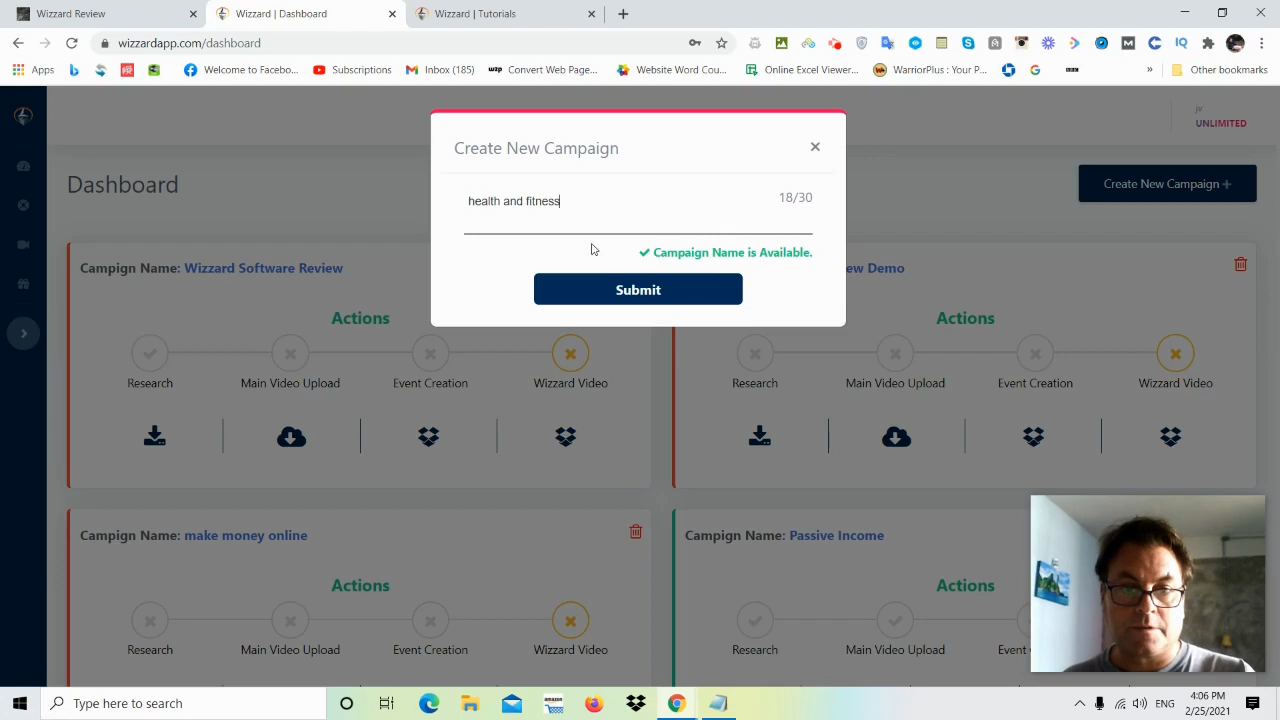 Wizzard Review
Wizzard | Dashboard
Wizzard | Tutorials
wizzardapp.com/dashboard
Apps
Welcome to Facebo...
Subscriptions
Inbox (185)
Convert Web Page...
Website Word Cou...
Online Excel Viewer...
WarriorPlus : Your P...
»
Other bookmarks
jv
UNLIMITED
Create New Campaign
Dashboard
Create New Campaign +
health and fitness
18/30
Campaign Name is Available.
Submit
Campign Name: Wizzard Software Review
ew Demo
Actions
Actions
Research
Main Video Upload
Event Creation
Wizzard Video
Research
Main Video Upload
Event Creation
Wizzard Video
Campign Name: make money online
Campign Name: Passive Income
Actions
Actions
Research
Main Video Upload
Event Creation
Wizzard Video
Research
Main Video Upload
Event
Type here to search
amazon
ENG
4:06 PM
2/25/2021